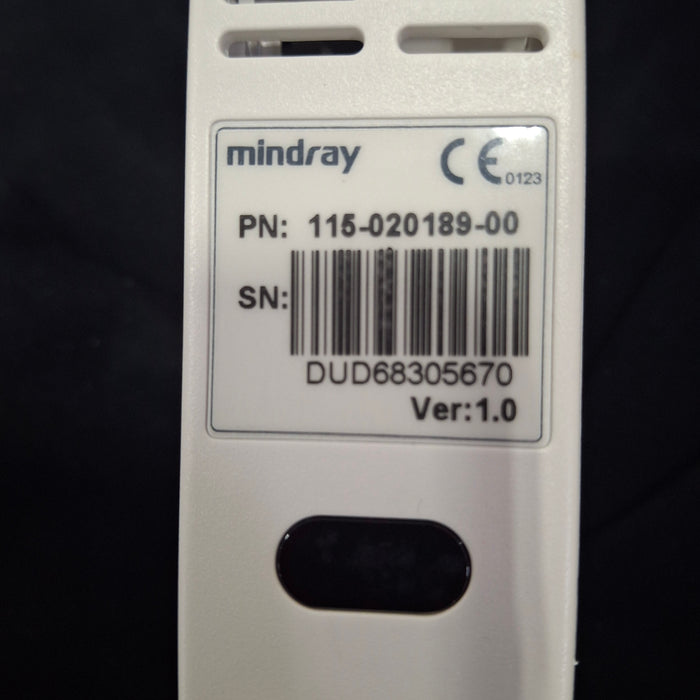 mindray CE 0123
PN: 115-020189-00
SN:
DUD68305670
Ver:1.0